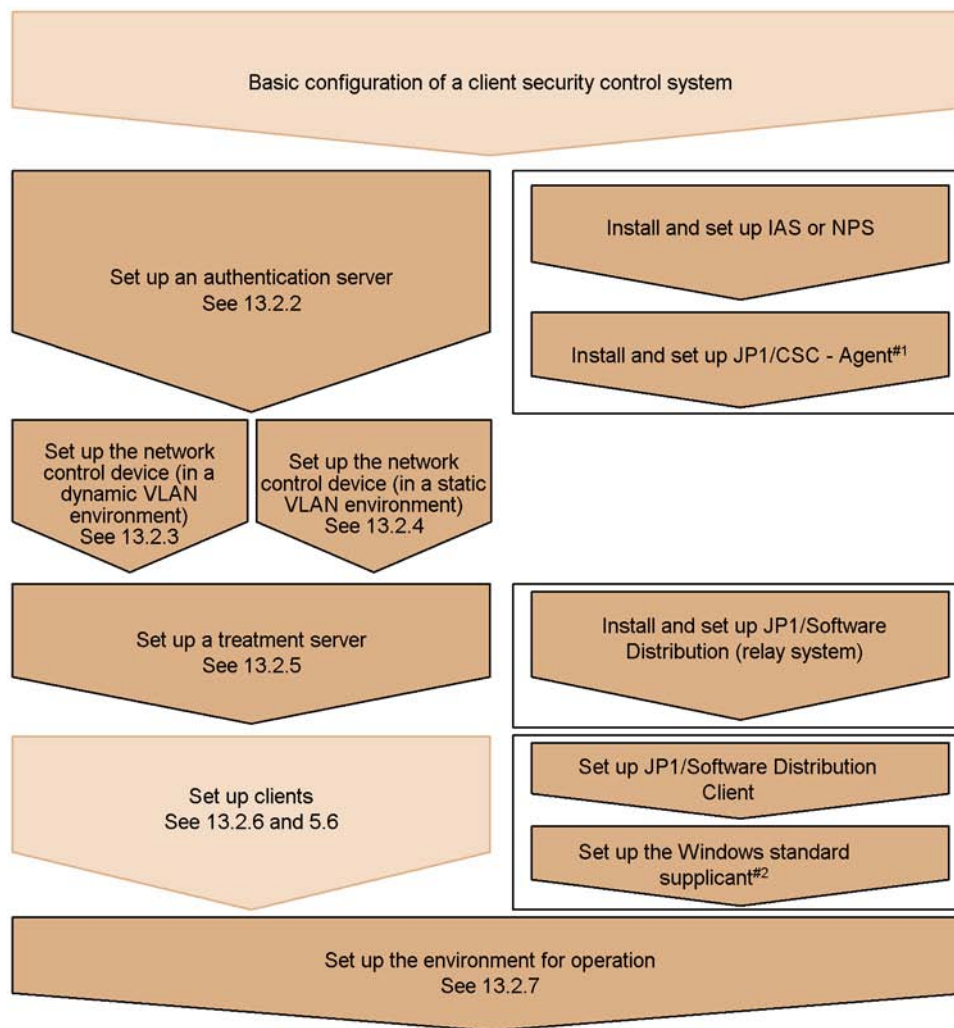 Basic configuration of a client security control system
Set up an authentication server
See 13.2.2
Install and set up IAS or NPS
Install and set up JP1/CSC - Agent#1
Set up the network
control device (in a
dynamic VLAN
environment)
See 13.2.3
Set up the network
control device (in a static
VLAN environment)
See 13.2.4
Set up a treatment server
See 13.2.5
Install and set up JP1/Software
Distribution (relay system)
Set up clients
See 13.2.6 and 5.6
Set up JP1/Software Distribution
Client
Set up the Windows standard
supplicant#2
Set up the environment for operation
See 13.2.7